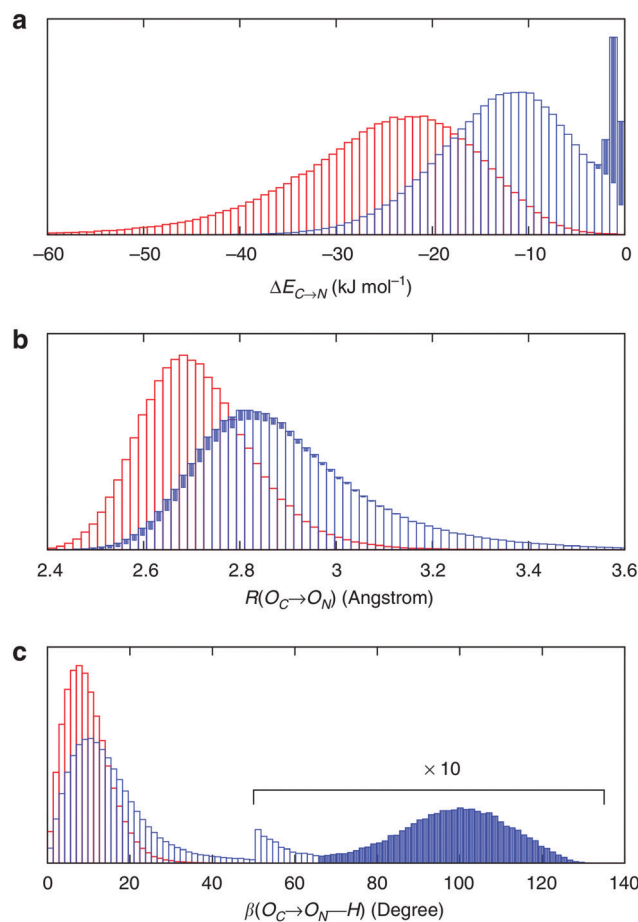 a
−60 −50 −40 −30 −20 −10 0
ΔE_C→N (kJ mol⁻¹)
b
2.4 2.6 2.8 3 3.2 3.4 3.6
R(O_C→O_N) (Angstrom)
c
× 10
0 20 40 60 80 100 120 140
β(O_C→O_N—H) (Degree)